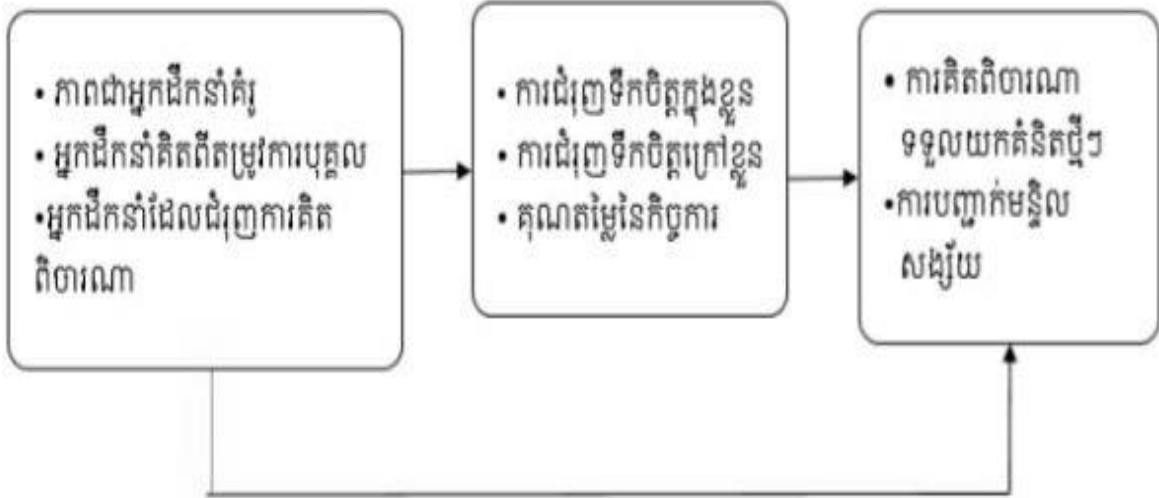 • ភាពជាអ្នកដឹកនាំគំរូ
• អ្នកដឹកនាំគិតពីតម្រូវការបុគ្គល
•អ្នកដឹកនាំដែលជំរុញការគិត
ពិចារណា
• ការជំរុញទឹកចិត្តក្នុងខ្លួន
• ការជំរុញទឹកចិត្តក្រៅខ្លួន
• គុណតម្លៃនៃកិច្ចការ
• ការគិតពិចារណា
ទទួលយកគំនិតថ្មីៗ
•ការបញ្ជាក់មន្ទិល
សង្ស័យ